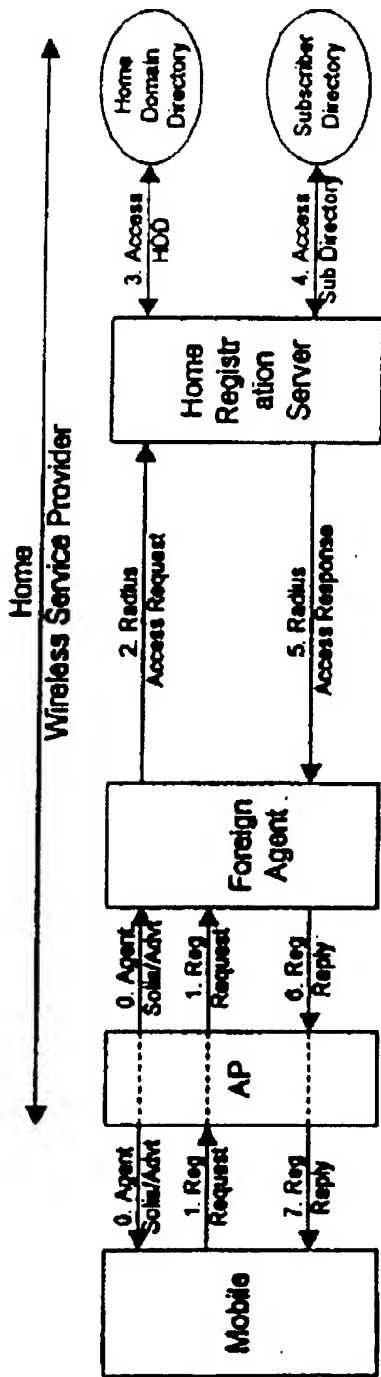 Home
Wireless Service Provider
Mobile
0. Agent
Solis/Advt
1. Reg
Request
7. Reg
Reply
AP
0. Agent
Solis/Advt
1. Reg
Request
6. Reg
Reply
Foreign
Agent
2. Radius
Access Request
5. Radius
Access Response
Home
Registr
ation
Server
3. Access
HDD
4. Access
Sub Directory
Home
Domain
Directory
Subscriber
Directory